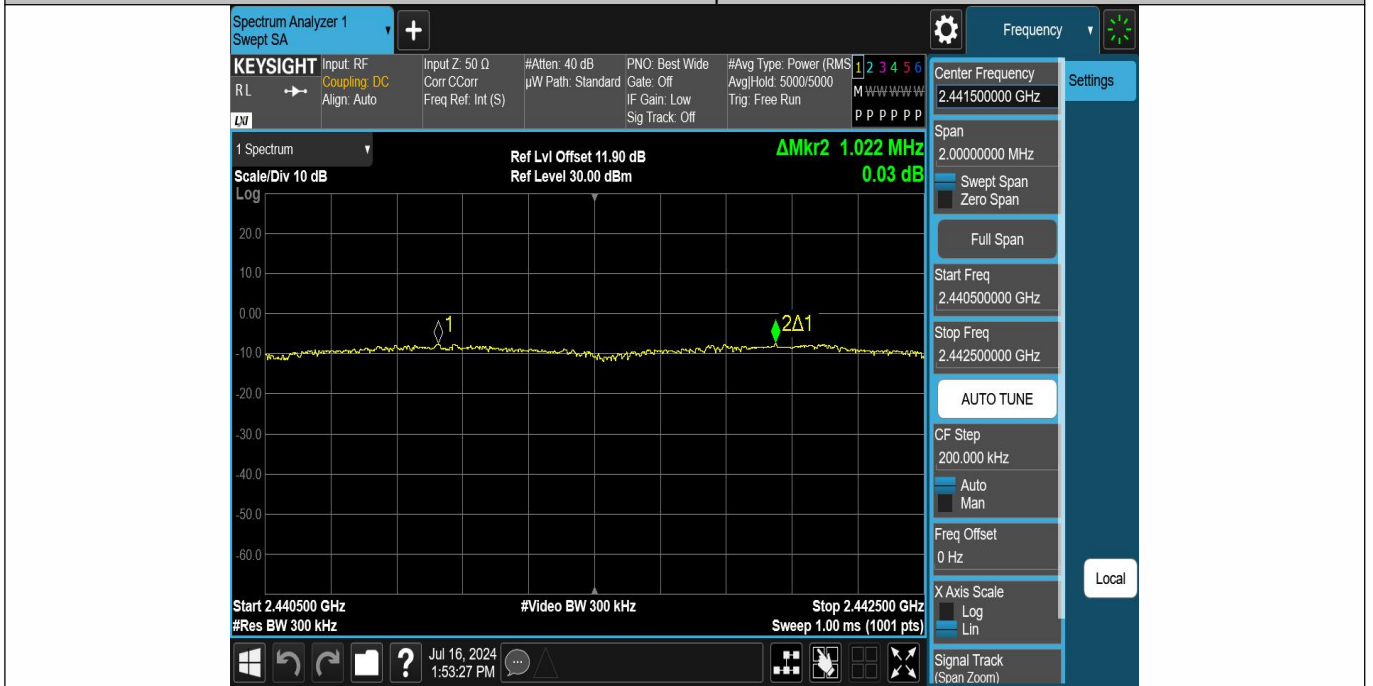 Spectrum Analyzer 1
Swept SA
+
Frequency
KEYSIGHT
RL
LXI
Input: RF
Coupling: DC
Align: Auto
Input Z: 50 Ω
Corr CCorr
Freq Ref: Int (S)
#Atten: 40 dB
µW Path: Standard
PNO: Best Wide
Gate: Off
IF Gain: Low
Sig Track: Off
#Avg Type: Power (RMS
Avg|Hold: 5000/5000
Trig: Free Run
1 2 3 4 5 6
M W W W W W
P P P P P P
1 Spectrum
Scale/Div 10 dB
Log
Ref Lvl Offset 11.90 dB
Ref Level 30.00 dBm
ΔMkr2 1.022 MHz
0.03 dB
20.0
10.0
0.00
-10.0
-20.0
-30.0
-40.0
-50.0
-60.0
1
2Δ1
Start 2.440500 GHz
#Res BW 300 kHz
#Video BW 300 kHz
Stop 2.442500 GHz
Sweep 1.00 ms (1001 pts)
?
Jul 16, 2024
1:53:27 PM
Center Frequency
2.441500000 GHz
Settings
Span
2.00000000 MHz
Swept Span
Zero Span
Full Span
Start Freq
2.440500000 GHz
Stop Freq
2.442500000 GHz
AUTO TUNE
CF Step
200.000 kHz
Auto
Man
Freq Offset
0 Hz
X Axis Scale
Log
Lin
Local
Signal Track
(Span Zoom)